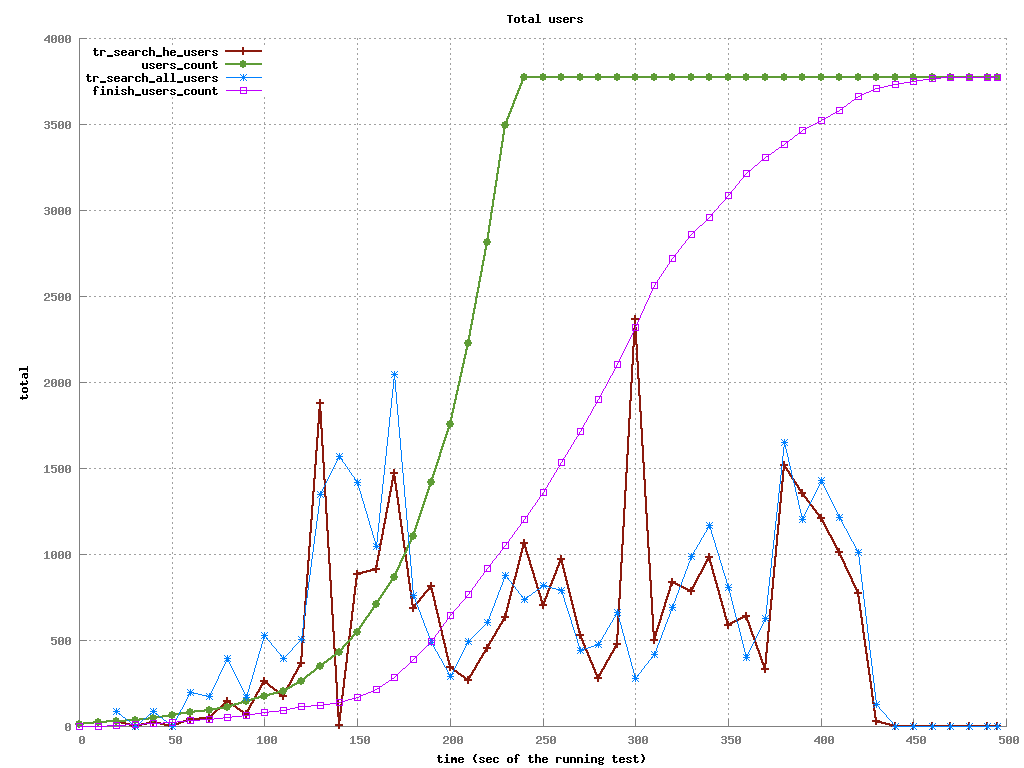 Total users
4000
3500
3000
2500
2000
1500
1000
500
0
total
tr_search_he_users
users_count
tr_search_all_users
finish_users_count
0 50 100 150 200 250 300 350 400 450 500
time (sec of the running test)